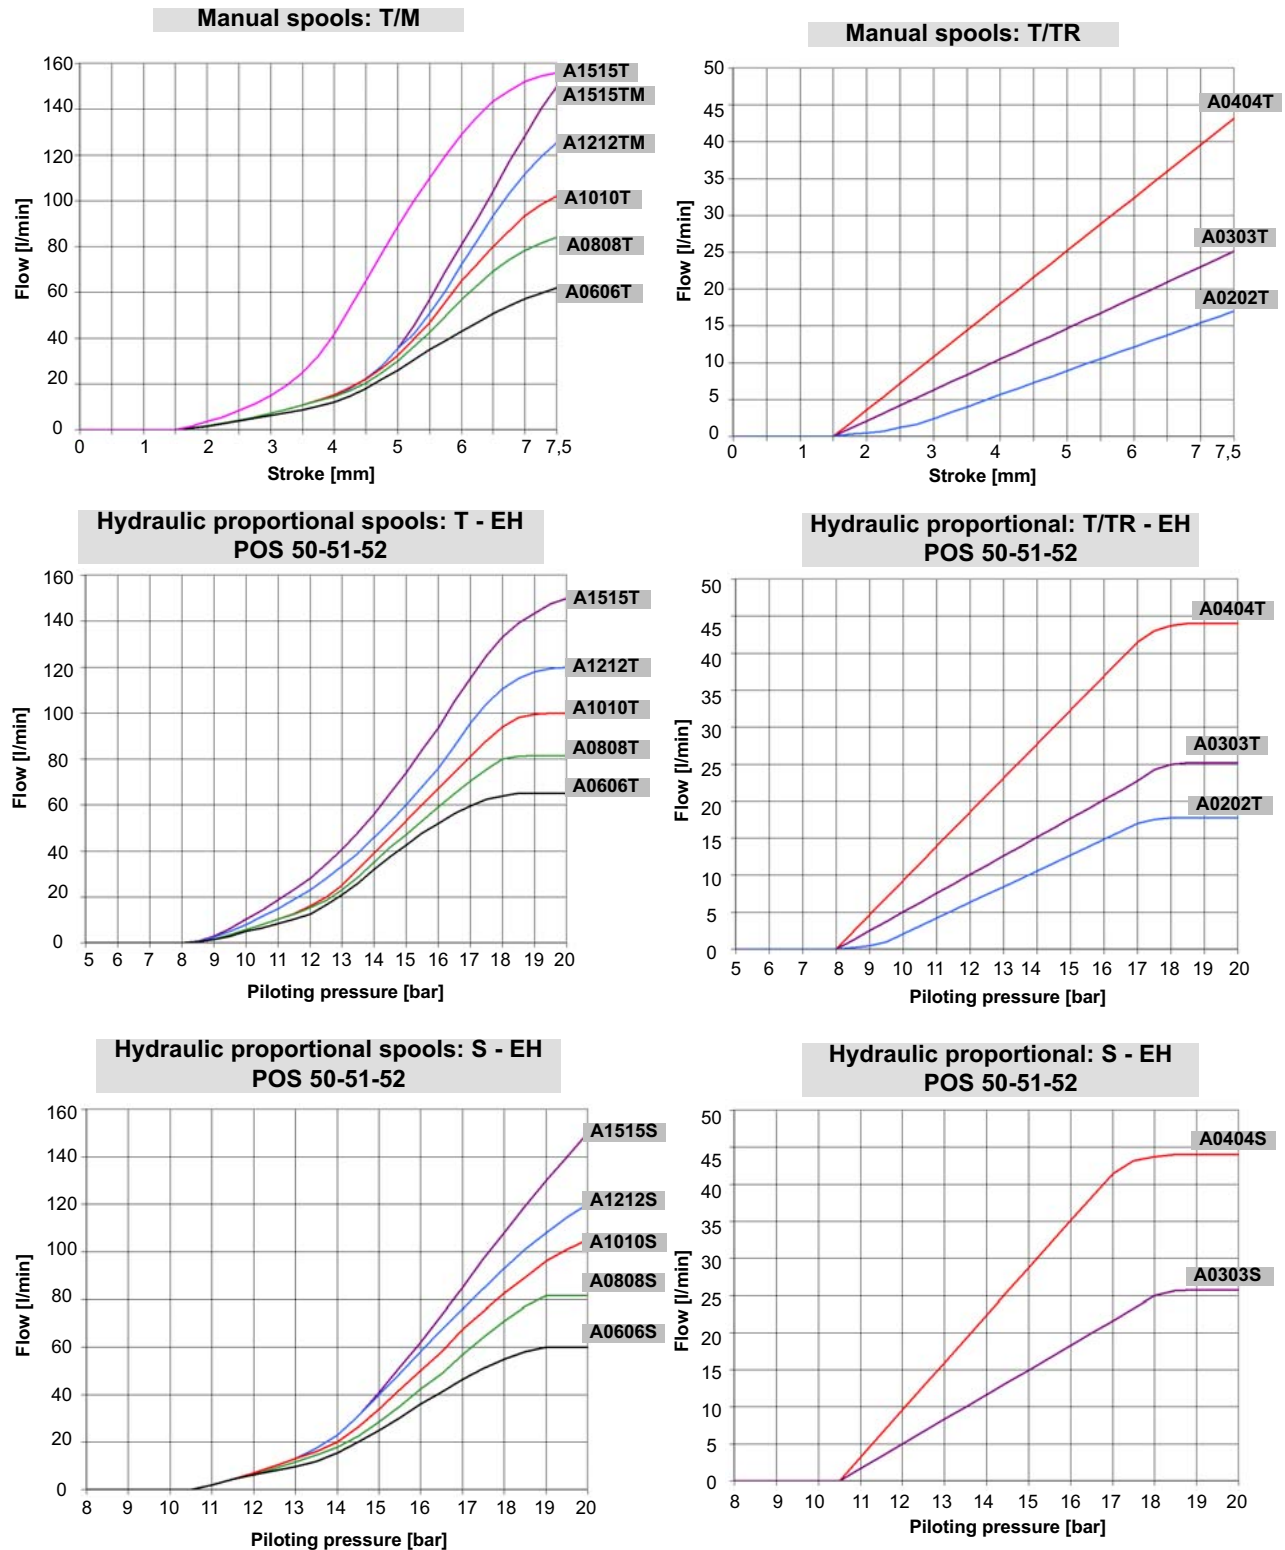 Manual spools: T/M
160
140
120
100
80
60
40
20
0
Flow [l/min]
A1515T
A1515TM
A1212TM
A1010T
A0808T
A0606T
0 1 2 3 4 5 6 7 7,5
Stroke [mm]
Manual spools: T/TR
50
45
40
35
30
25
20
15
10
5
0
Flow [l/min]
A0404T
A0303T
A0202T
0 1 2 3 4 5 6 7 7,5
Stroke [mm]
Hydraulic proportional spools: T - EH
POS 50-51-52
160
140
120
100
80
60
40
20
0
Flow [l/min]
A1515T
A1212T
A1010T
A0808T
A0606T
5 6 7 8 9 10 11 12 13 14 15 16 17 18 19 20
Piloting pressure [bar]
Hydraulic proportional: T/TR - EH
POS 50-51-52
50
45
40
35
30
25
20
15
10
5
0
Flow [l/min]
A0404T
A0303T
A0202T
5 6 7 8 9 10 11 12 13 14 15 16 17 18 19 20
Piloting pressure [bar]
Hydraulic proportional spools: S - EH
POS 50-51-52
160
140
120
100
80
60
40
20
0
Flow [l/min]
A1515S
A1212S
A1010S
A0808S
A0606S
8 9 10 11 12 13 14 15 16 17 18 19 20
Piloting pressure [bar]
Hydraulic proportional: S - EH
POS 50-51-52
50
45
40
35
30
25
20
15
10
5
0
Flow [l/min]
A0404S
A0303S
8 9 10 11 12 13 14 15 16 17 18 19 20
Piloting pressure [bar]